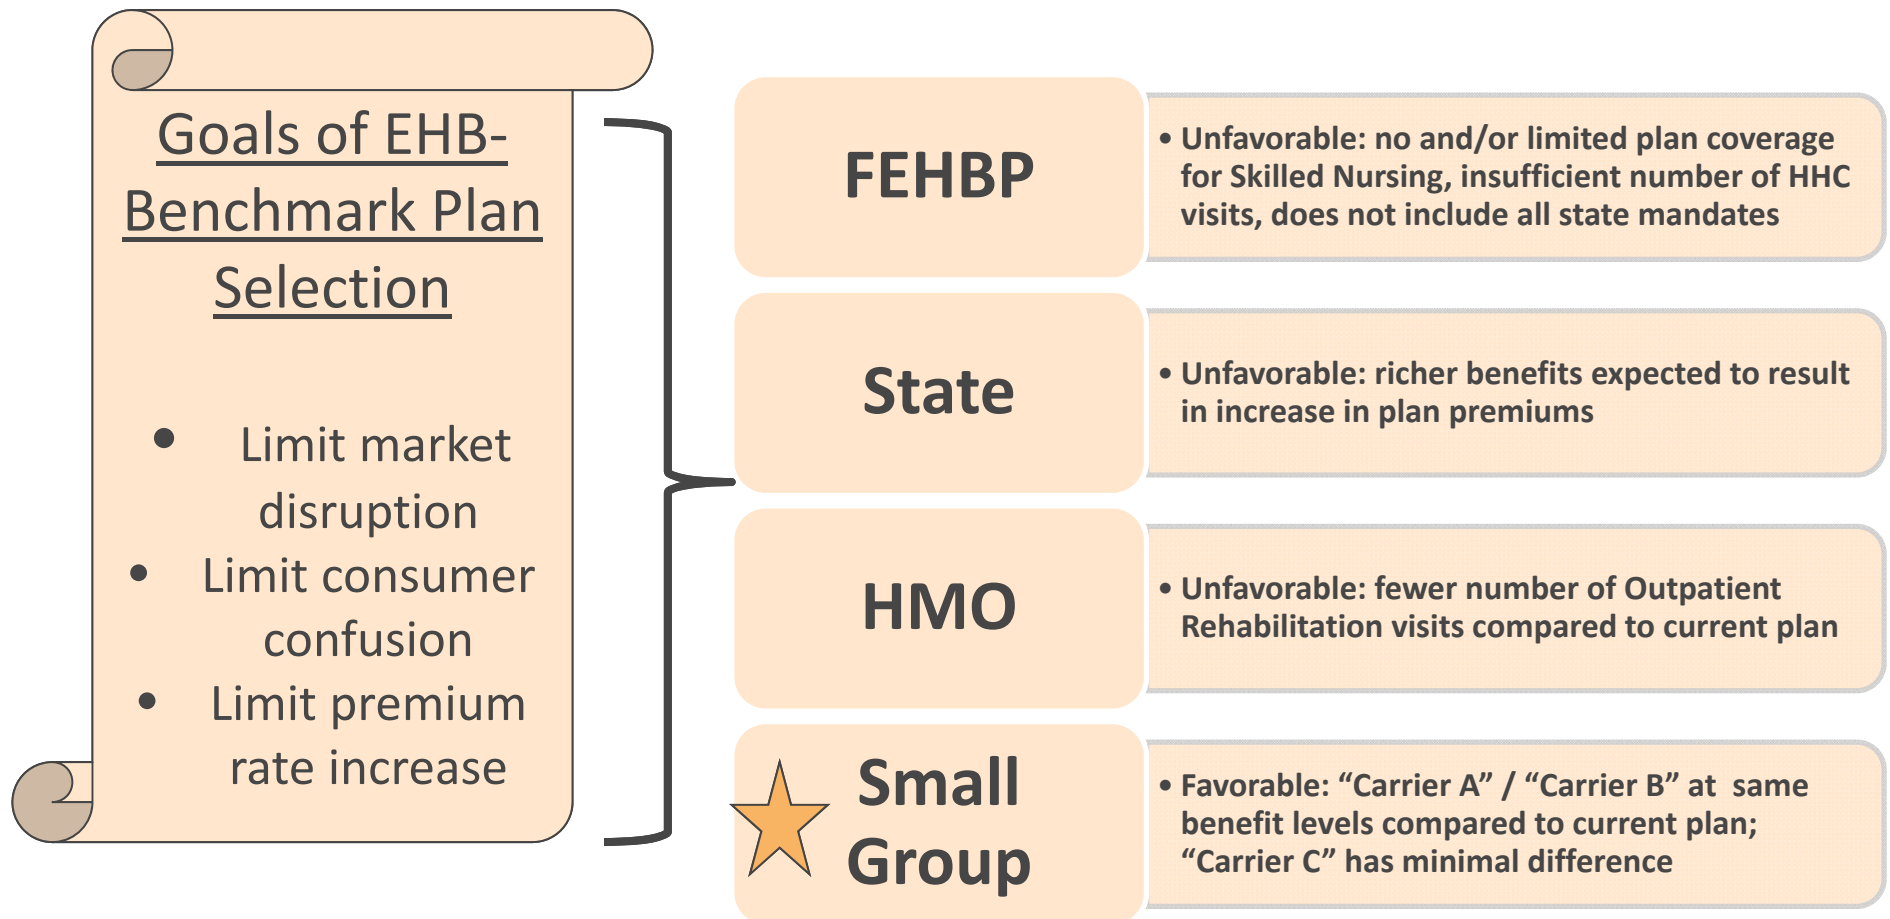 Goals of EHB-
Benchmark Plan
Selection
• Limit market
disruption
• Limit consumer
confusion
• Limit premium
rate increase
FEHBP
• Unfavorable: no and/or limited plan coverage
for Skilled Nursing, insufficient number of HHC
visits, does not include all state mandates
State
• Unfavorable: richer benefits expected to result
in increase in plan premiums
HMO
• Unfavorable: fewer number of Outpatient
Rehabilitation visits compared to current plan
Small
Group
• Favorable: “Carrier A” / “Carrier B” at  same
benefit levels compared to current plan;
“Carrier C” has minimal difference